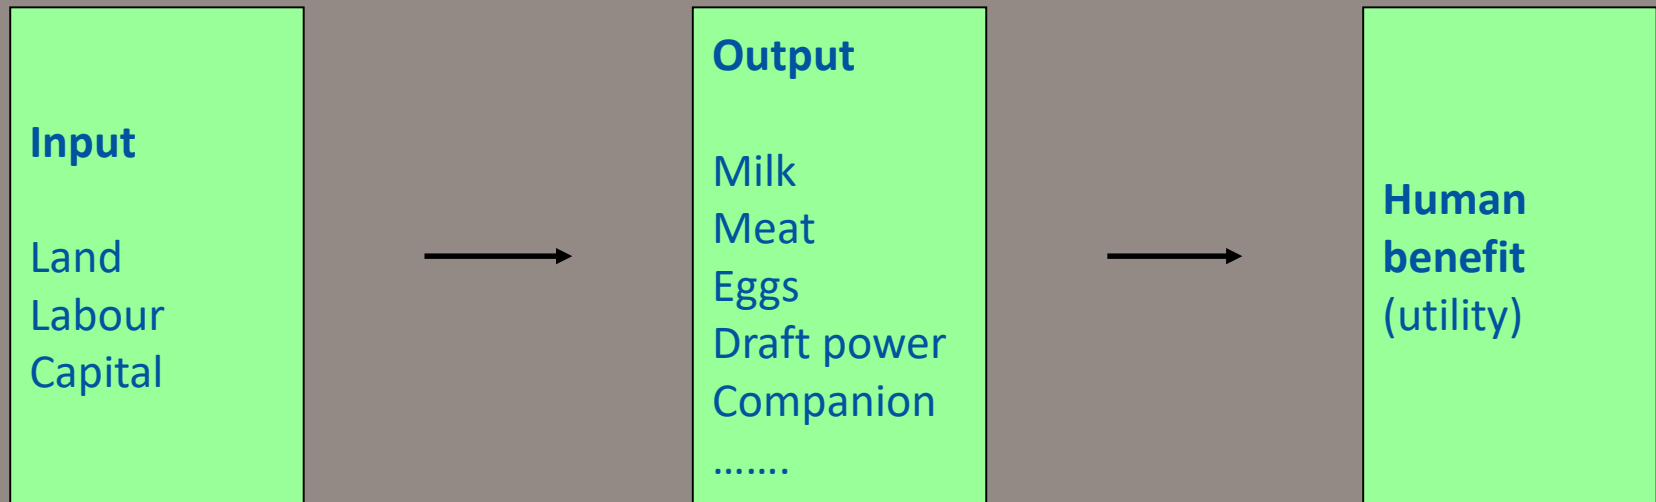 Input
Land
Labour
Capital
Output
Milk
Meat
Eggs
Draft power
Companion
.......
Human
benefit
(utility)